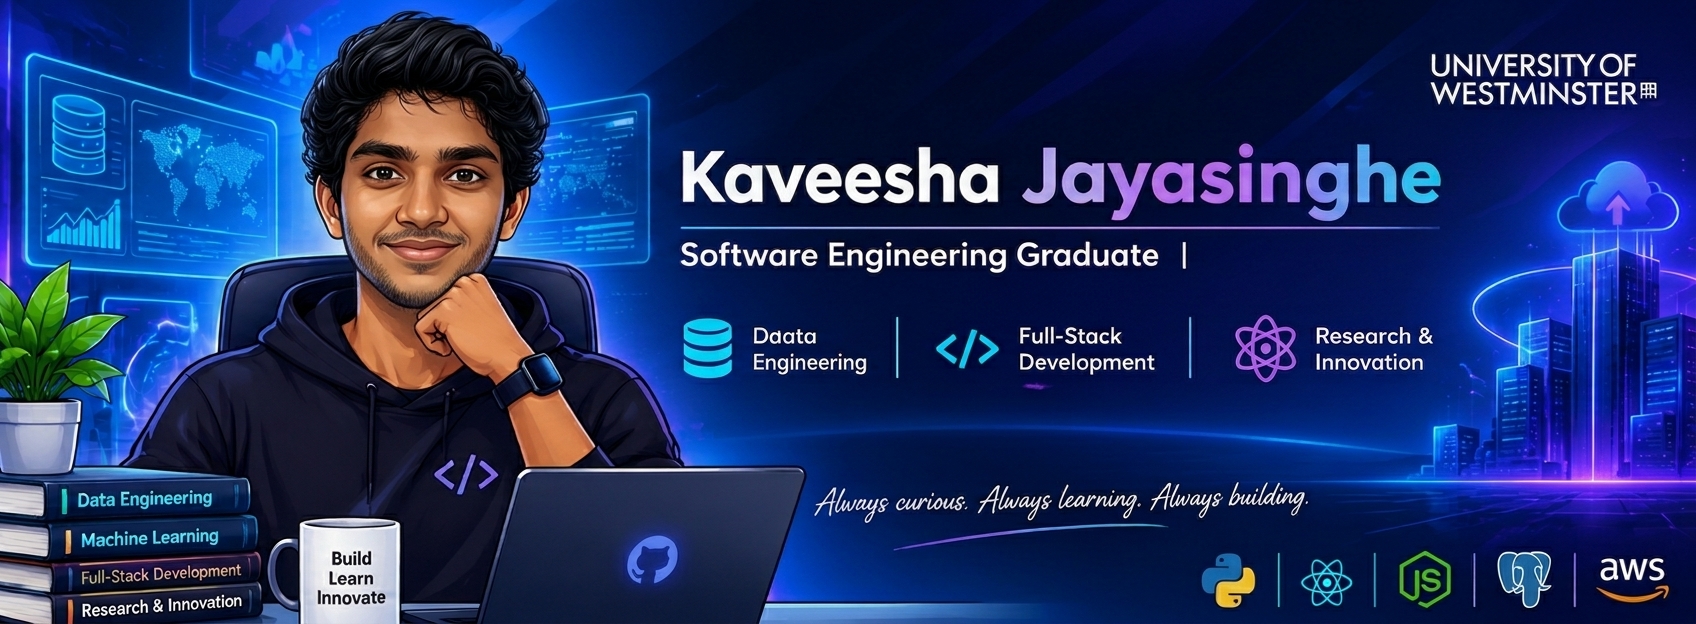 UNIVERSITY OF
WESTMINSTER
Kaveesha Jayasinghe
Software Engineering Graduate |
Daata
Engineering
</>
Full-Stack
Development
Research &
Innovation
</>
Data Engineering
Machine Learning
Full-Stack Development
Research & Innovation
Build
Learn
Innovate
Always curious. Always learning. Always building.
JS
aws